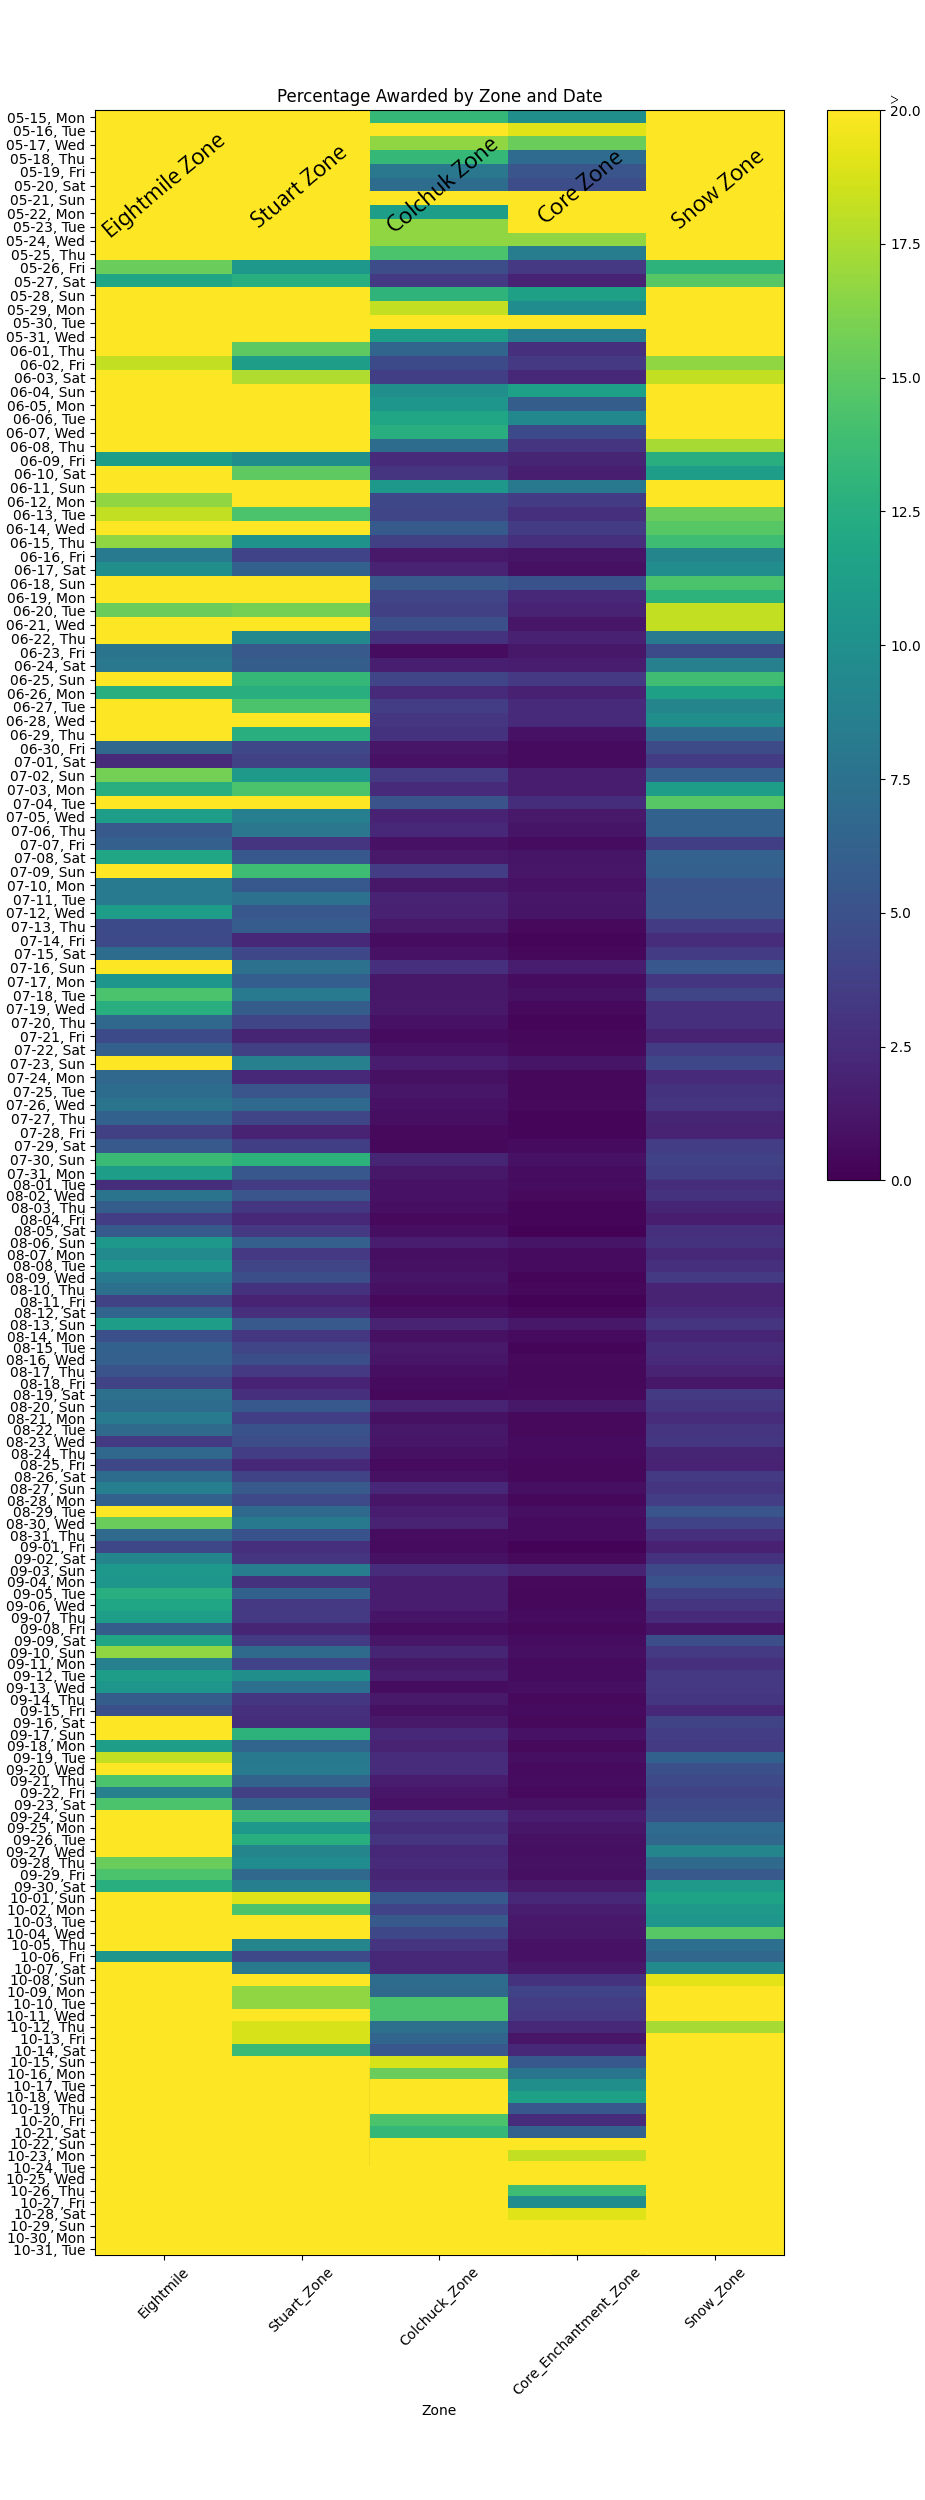 Percentage Awarded by Zone and Date
>
05-15, Mon
05-16, Tue
05-17, Wed
05-18, Thu
05-19, Fri
05-20, Sat
05-21, Sun
05-22, Mon
05-23, Tue
05-24, Wed
05-25, Thu
05-26, Fri
05-27, Sat
05-28, Sun
05-29, Mon
05-30, Tue
05-31, Wed
06-01, Thu
06-02, Fri
06-03, Sat
06-04, Sun
06-05, Mon
06-06, Tue
06-07, Wed
06-08, Thu
06-09, Fri
06-10, Sat
06-11, Sun
06-12, Mon
06-13, Tue
06-14, Wed
06-15, Thu
06-16, Fri
06-17, Sat
06-18, Sun
06-19, Mon
06-20, Tue
06-21, Wed
06-22, Thu
06-23, Fri
06-24, Sat
06-25, Sun
06-26, Mon
06-27, Tue
06-28, Wed
06-29, Thu
06-30, Fri
07-01, Sat
07-02, Sun
07-03, Mon
07-04, Tue
07-05, Wed
07-06, Thu
07-07, Fri
07-08, Sat
07-09, Sun
07-10, Mon
07-11, Tue
07-12, Wed
07-13, Thu
07-14, Fri
07-15, Sat
07-16, Sun
07-17, Mon
07-18, Tue
07-19, Wed
07-20, Thu
07-21, Fri
07-22, Sat
07-23, Sun
07-24, Mon
07-25, Tue
07-26, Wed
07-27, Thu
07-28, Fri
07-29, Sat
07-30, Sun
07-31, Mon
08-01, Tue
08-02, Wed
08-03, Thu
08-04, Fri
08-05, Sat
08-06, Sun
08-07, Mon
08-08, Tue
08-09, Wed
08-10, Thu
08-11, Fri
08-12, Sat
08-13, Sun
08-14, Mon
08-15, Tue
08-16, Wed
08-17, Thu
08-18, Fri
08-19, Sat
08-20, Sun
08-21, Mon
08-22, Tue
08-23, Wed
08-24, Thu
08-25, Fri
08-26, Sat
08-27, Sun
08-28, Mon
08-29, Tue
08-30, Wed
08-31, Thu
09-01, Fri
09-02, Sat
09-03, Sun
09-04, Mon
09-05, Tue
09-06, Wed
09-07, Thu
09-08, Fri
09-09, Sat
09-10, Sun
09-11, Mon
09-12, Tue
09-13, Wed
09-14, Thu
09-15, Fri
09-16, Sat
09-17, Sun
09-18, Mon
09-19, Tue
09-20, Wed
09-21, Thu
09-22, Fri
09-23, Sat
09-24, Sun
09-25, Mon
09-26, Tue
09-27, Wed
09-28, Thu
09-29, Fri
09-30, Sat
10-01, Sun
10-02, Mon
10-03, Tue
10-04, Wed
10-05, Thu
10-06, Fri
10-07, Sat
10-08, Sun
10-09, Mon
10-10, Tue
10-11, Wed
10-12, Thu
10-13, Fri
10-14, Sat
10-15, Sun
10-16, Mon
10-17, Tue
10-18, Wed
10-19, Thu
10-20, Fri
10-21, Sat
10-22, Sun
10-23, Mon
10-24, Tue
10-25, Wed
10-26, Thu
10-27, Fri
10-28, Sat
10-29, Sun
10-30, Mon
10-31, Tue
Eightmile Zone
Stuart Zone
Colchuk Zone
Core Zone
Snow Zone
20.0
17.5
15.0
12.5
10.0
7.5
5.0
2.5
0.0
Eightmile
Stuart_Zone
Colchuck_Zone
Core_Enchantment_Zone
Snow_Zone
Zone